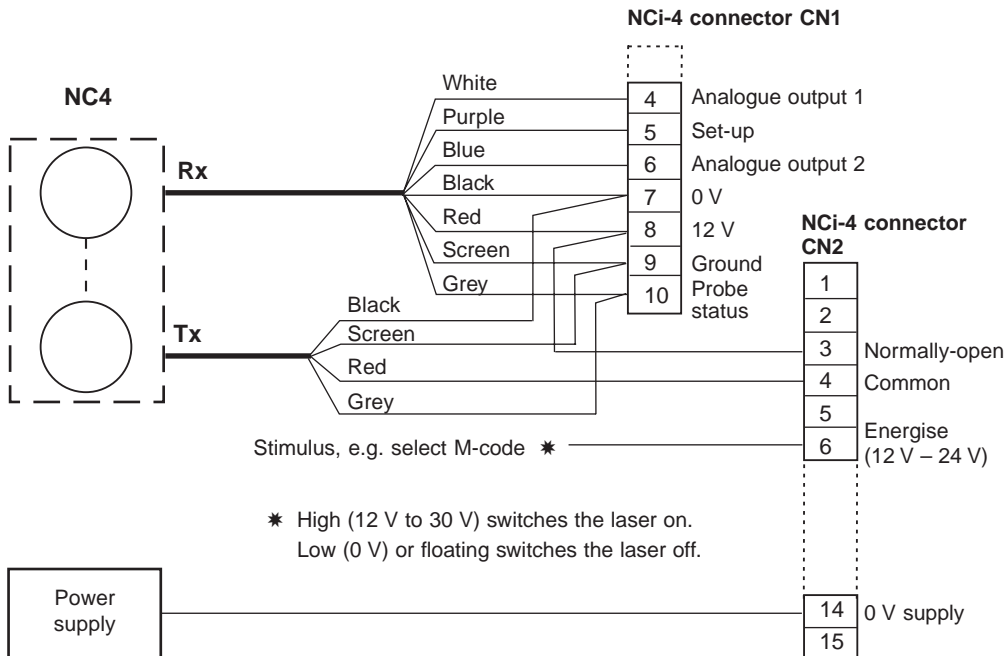 NCi-4 connector CN1
NC4
Rx
White
Purple
Blue
Black
Red
Screen
Grey
4 Analogue output 1
5 Set-up
6 Analogue output 2
7 0 V
8 12 V
9 Ground
10 Probe
status
Tx
Black
Screen
Red
Grey
NCi-4 connector
CN2
1
2
3 Normally-open
4 Common
5
6 Energise
(12 V – 24 V)
Stimulus, e.g. select M-code ✷
✷ High (12 V to 30 V) switches the laser on.
Low (0 V) or floating switches the laser off.
Power
supply
14 0 V supply
15